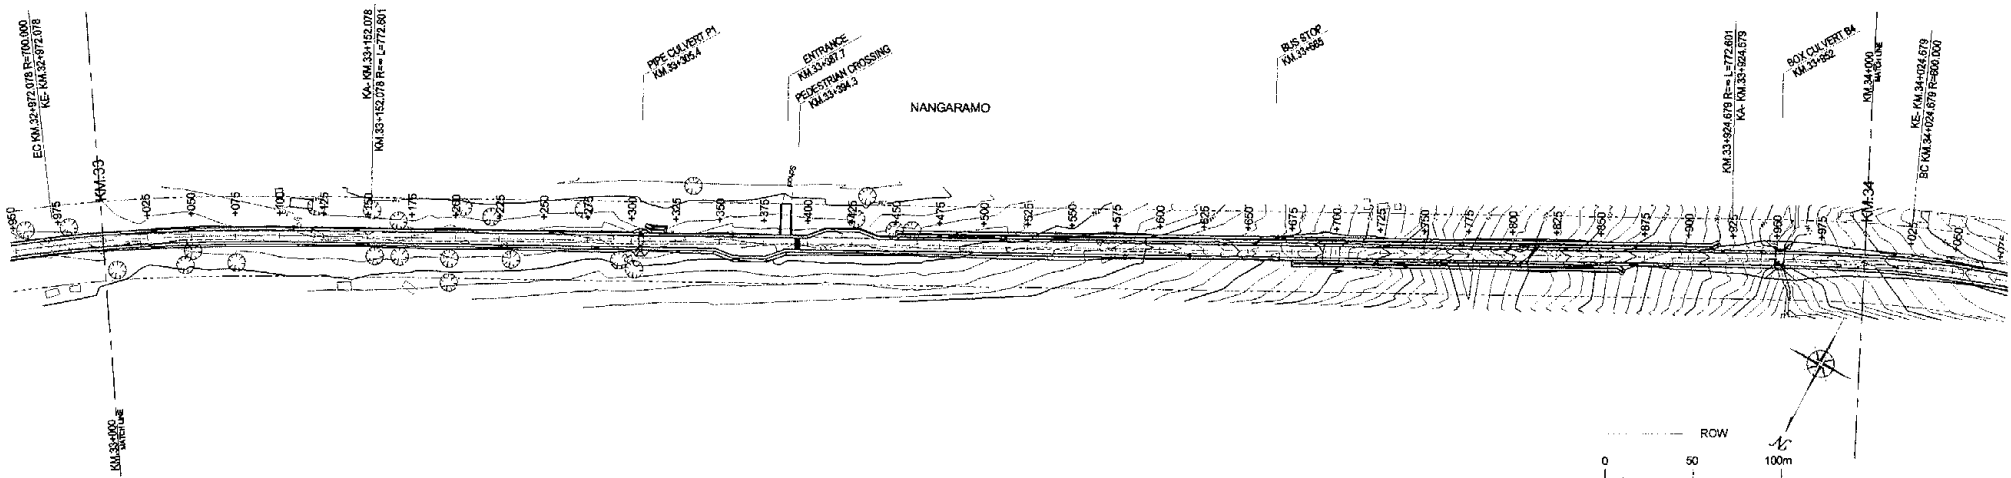 EC KM.32+972.078 R=700.000
KE- KM.32+972.078
KA- KM.33+152.078
KM.33+152.078 R=∞ L=772.601
PIPE CULVERT P1
KM.33+305.4
ENTRANCE
KM.33+387.7
PEDESTRIAN CROSSING
KM.33+394.3
NANGARAMO
BUS STOP
KM.33+665
KM.33+924.679 R=∞ L=772.601
KA- KM.33+924.679
BOX CULVERT B4
KM.33+952
KM.34+000
MATCH LINE
KE- KM.34+024.679
BC KM.34+024.679 R=800.000
+950
+975
KM.33
+025
+050
+075
+100
+125
+150
+175
+200
+225
+250
+275
+300
+325
+350
+375
+400
+425
+450
+475
+500
+525
+550
+575
+600
+625
+650
+675
+700
+725
+750
+775
+800
+825
+850
+875
+900
+925
+950
+975
KM.34
+025
+050
+075
KM.33+000
MATCH LINE
N
ROW
0 50 100m